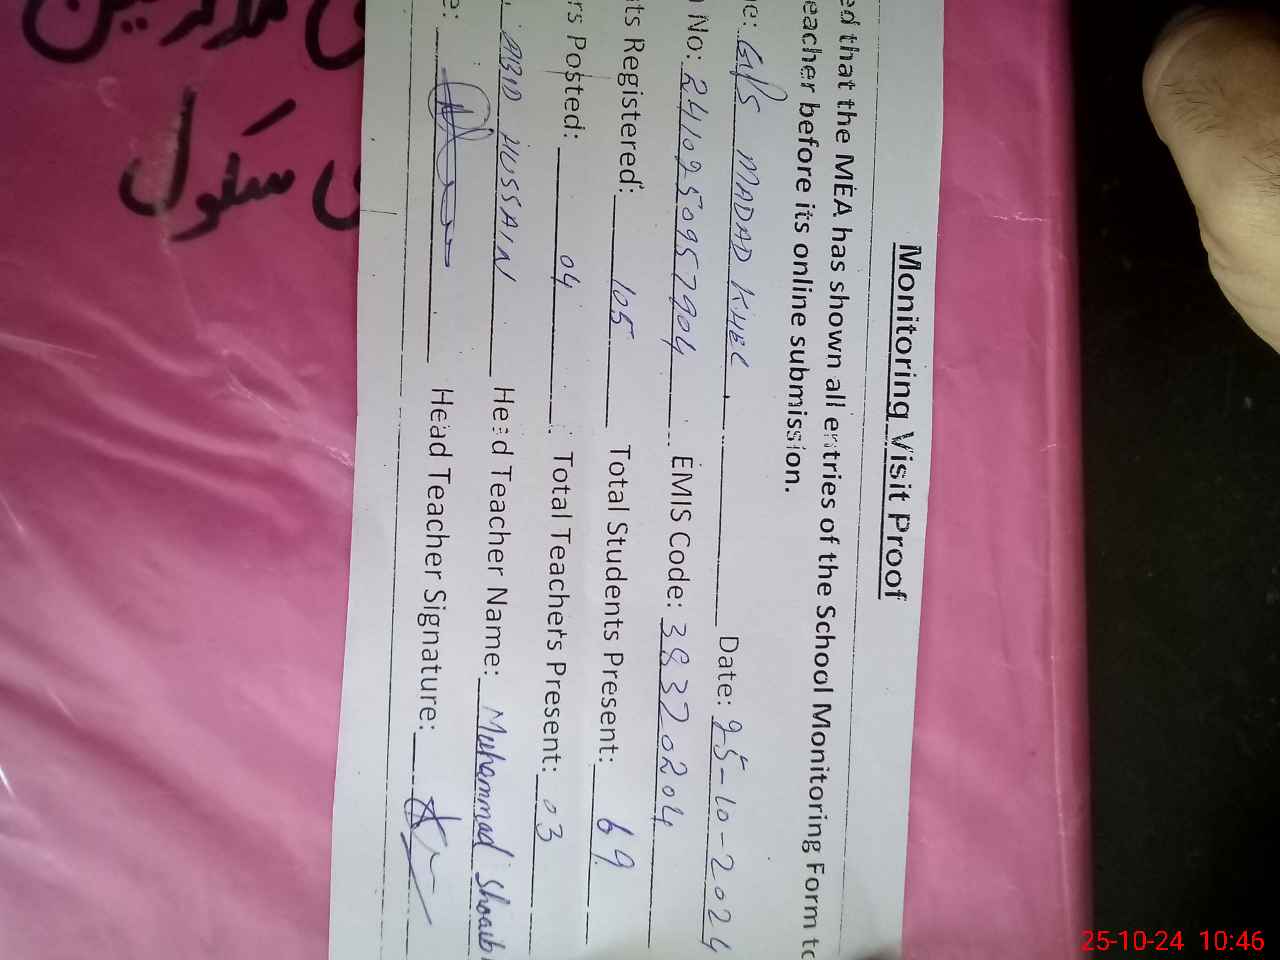 Monitoring Visit Proof
ed that the MEA has shown all entries of the School Monitoring Form to
eacher before its online submission.
e: GPS MADAD KHEL Date: 25-10-2024
No: 2410250957904 EMIS Code: 38370204
ts Registered: 105 Total Students Present: 69
rs Posted: 04 Total Teachers Present: 03
ABID HUSSAIN Head Teacher Name: Muhammad Shoaib
e: Head Teacher Signature:
سلول
25-10-24 10:46